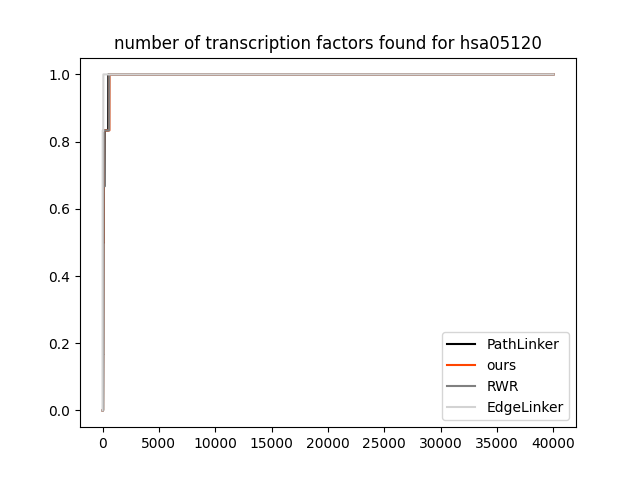 number of transcription factors found for hsa05120
1.0
0.8
0.6
0.4
0.2
0.0
PathLinker
ours
RWR
EdgeLinker
0 5000 10000 15000 20000 25000 30000 35000 40000